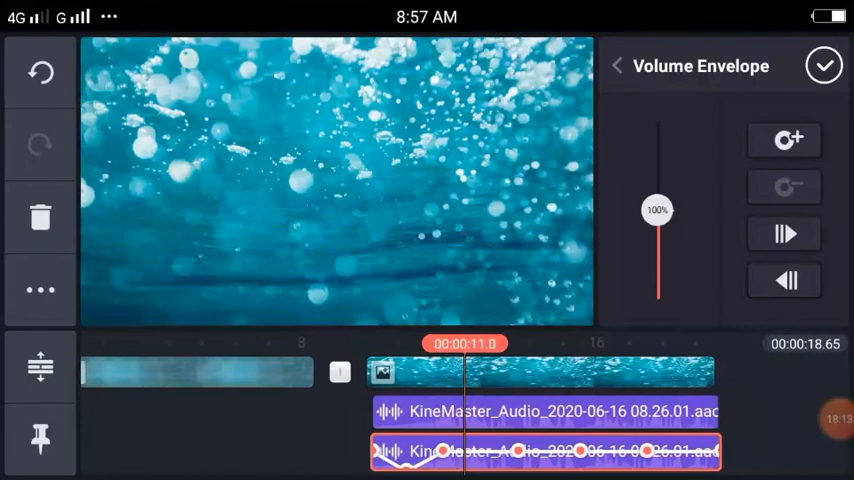 4G G 8:57 AM
Volume Envelope
100%
8 00:00:11.0 16 00:00:18.65
KineMaster_Audio_2020-06-16 08.26.01.aac
18:13
KineMaster_Audio_2020-06-16 08.26.01.aac